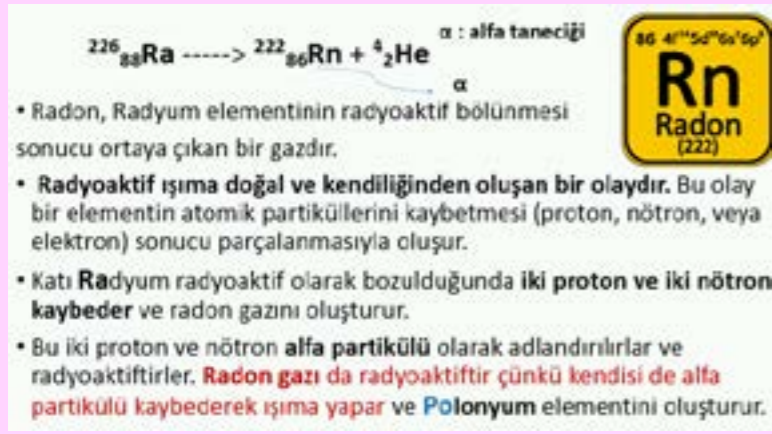 ²²⁶₈₈Ra -----> ²²²₈₆Rn + ⁴₂He α : alfa taneciği
α
86 4f¹⁴5d¹⁰6s²6p⁶
Rn
Radon
(222)
• Radon, Radyum elementinin radyoaktif bölünmesi
sonucu ortaya çıkan bir gazdır.
• Radyoaktif ışıma doğal ve kendiliğinden oluşan bir olaydır. Bu olay
bir elementin atomik partiküllerini kaybetmesi (proton, nötron, veya
elektron) sonucu parçalanmasıyla oluşur.
• Katı Radyum radyoaktif olarak bozulduğunda iki proton ve iki nötron
kaybeder ve radon gazını oluşturur.
• Bu iki proton ve nötron alfa partikülü olarak adlandırılırlar ve
radyoaktiftirler. Radon gazı da radyoaktiftir çünkü kendisi de alfa
partikülü kaybederek ışıma yapar ve Polonyum elementini oluşturur.